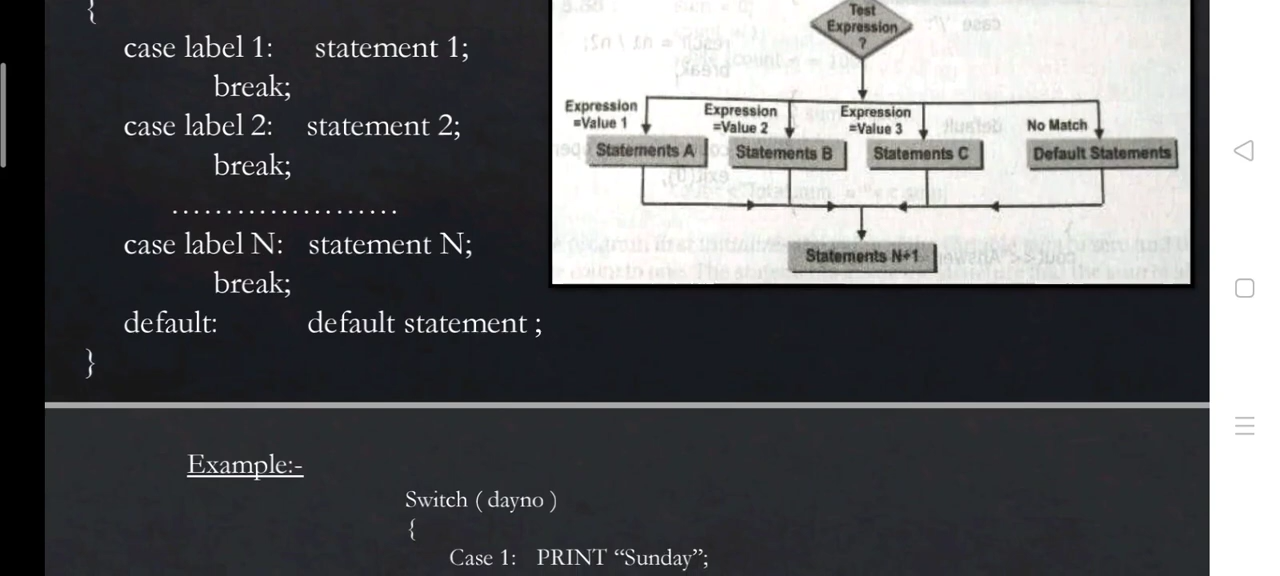 {
case label 1: statement 1;
break;
case label 2: statement 2;
break;
.....................
case label N: statement N;
break;
default: default statement ;
}
Test
Expression
?
Expression
=Value 1
Expression
=Value 2
Expression
=Value 3
No Match
Statements A
Statements B
Statements C
Default Statements
Statements N+1
Example:-
Switch ( dayno )
{
Case 1: PRINT “Sunday”;